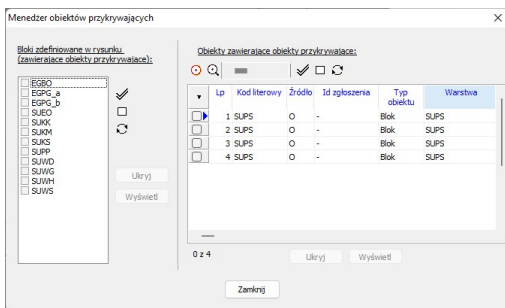 Menedżer obiektów przykrywających
Bloki zdefiniowane w rysunku
(zawierające obiekty przykrywające):
EGBO
EGPG_a
EGPG_b
SUEO
SUKK
SUKM
SUKS
SUPP
SUWD
SUWG
SUWH
SUWS
Ukryj
Wyświetl
Obiekty zawierające obiekty przykrywające:
Lp Kod literowy Źródło Id zgłoszenia Typ obiektu Warstwa
1 SUPS O - Blok SUPS
2 SUPS O - Blok SUPS
3 SUPS O - Blok SUPS
4 SUPS O - Blok SUPS
0 z 4
Ukryj
Wyświetl
Zamknij